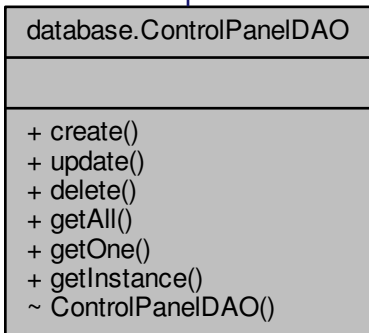 database.ControlPanelDAO
+ create()
+ update()
+ delete()
+ getAll()
+ getOne()
+ getInstance()
~ ControlPanelDAO()